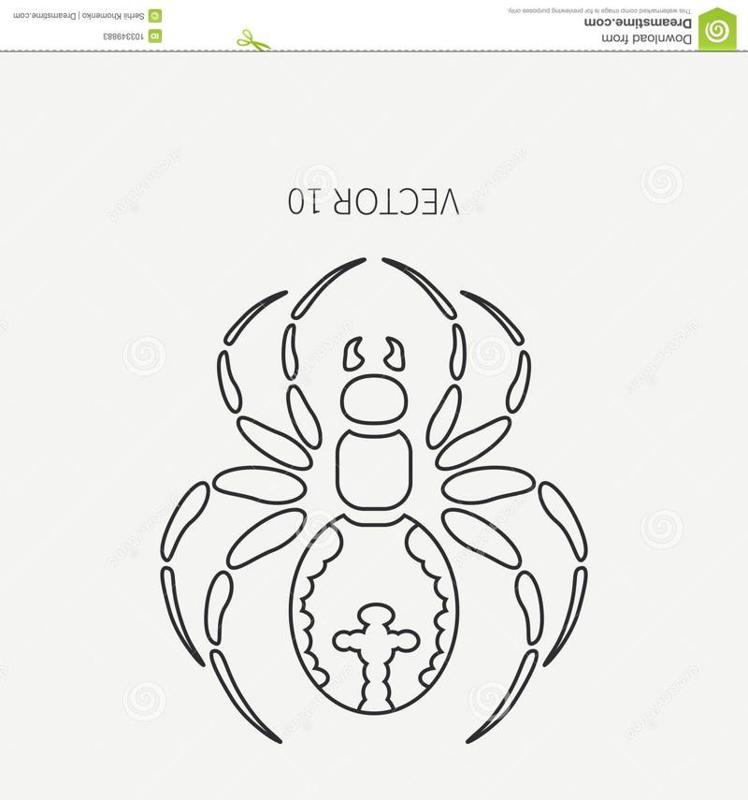 VECTOR 10
Download from
Dreamstime.com
This watermarked comp image is for previewing purposes only.
ID 103349883
Serhii Khomenko | Dreamstime.com